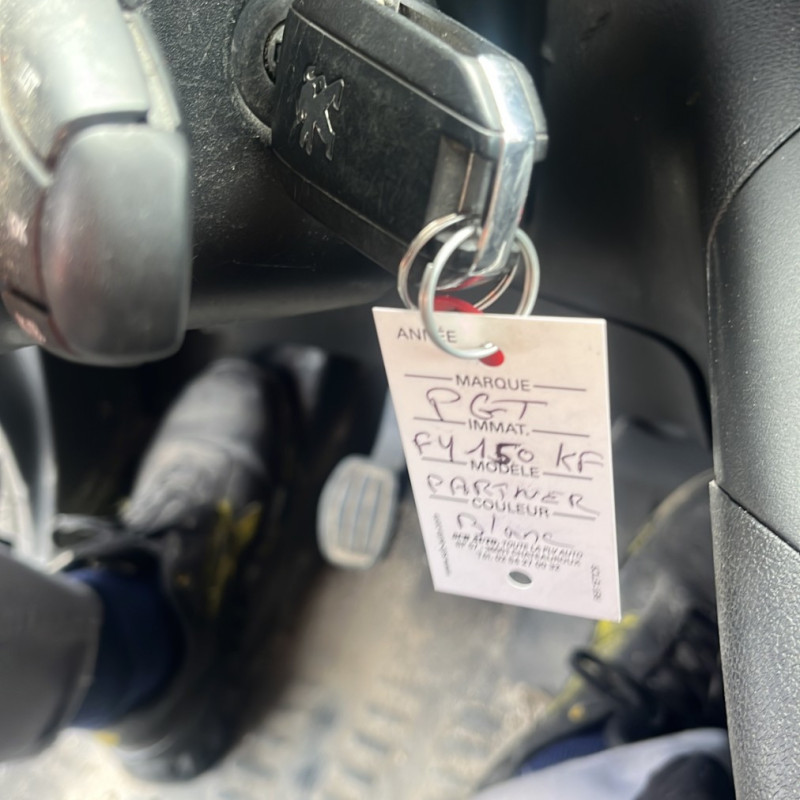 ANNÉE
MARQUE
PGT
IMMAT.
FY 150 KF
MODÈLE
PARTNER
COULEUR
Blanc